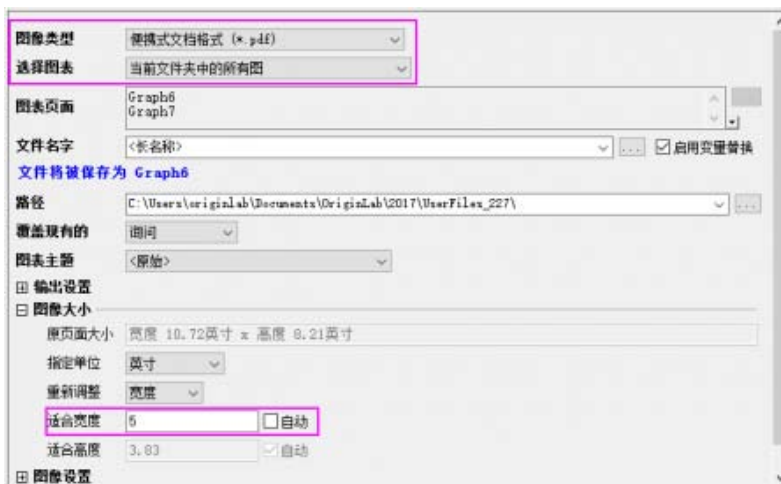 图像类型 便携式文档格式 (*.pdf)
选择图表 当前文件夹中的所有图
图表页面 Graph6
Graph7
文件名字 <长名称> ... 启用变量替换
文件将被保存为 Graph6
路径 C:\Users\originlab\Documents\OriginLab\2017\UserFiles_227\ ...
覆盖现有的 询问
图表主题 <原始>
输出设置
图像大小
原页面大小 宽度 10.72英寸 x 高度 8.21英寸
指定单位 英寸
重新调整 宽度
适合宽度 5 自动
适合高度 3.83 自动
图像设置